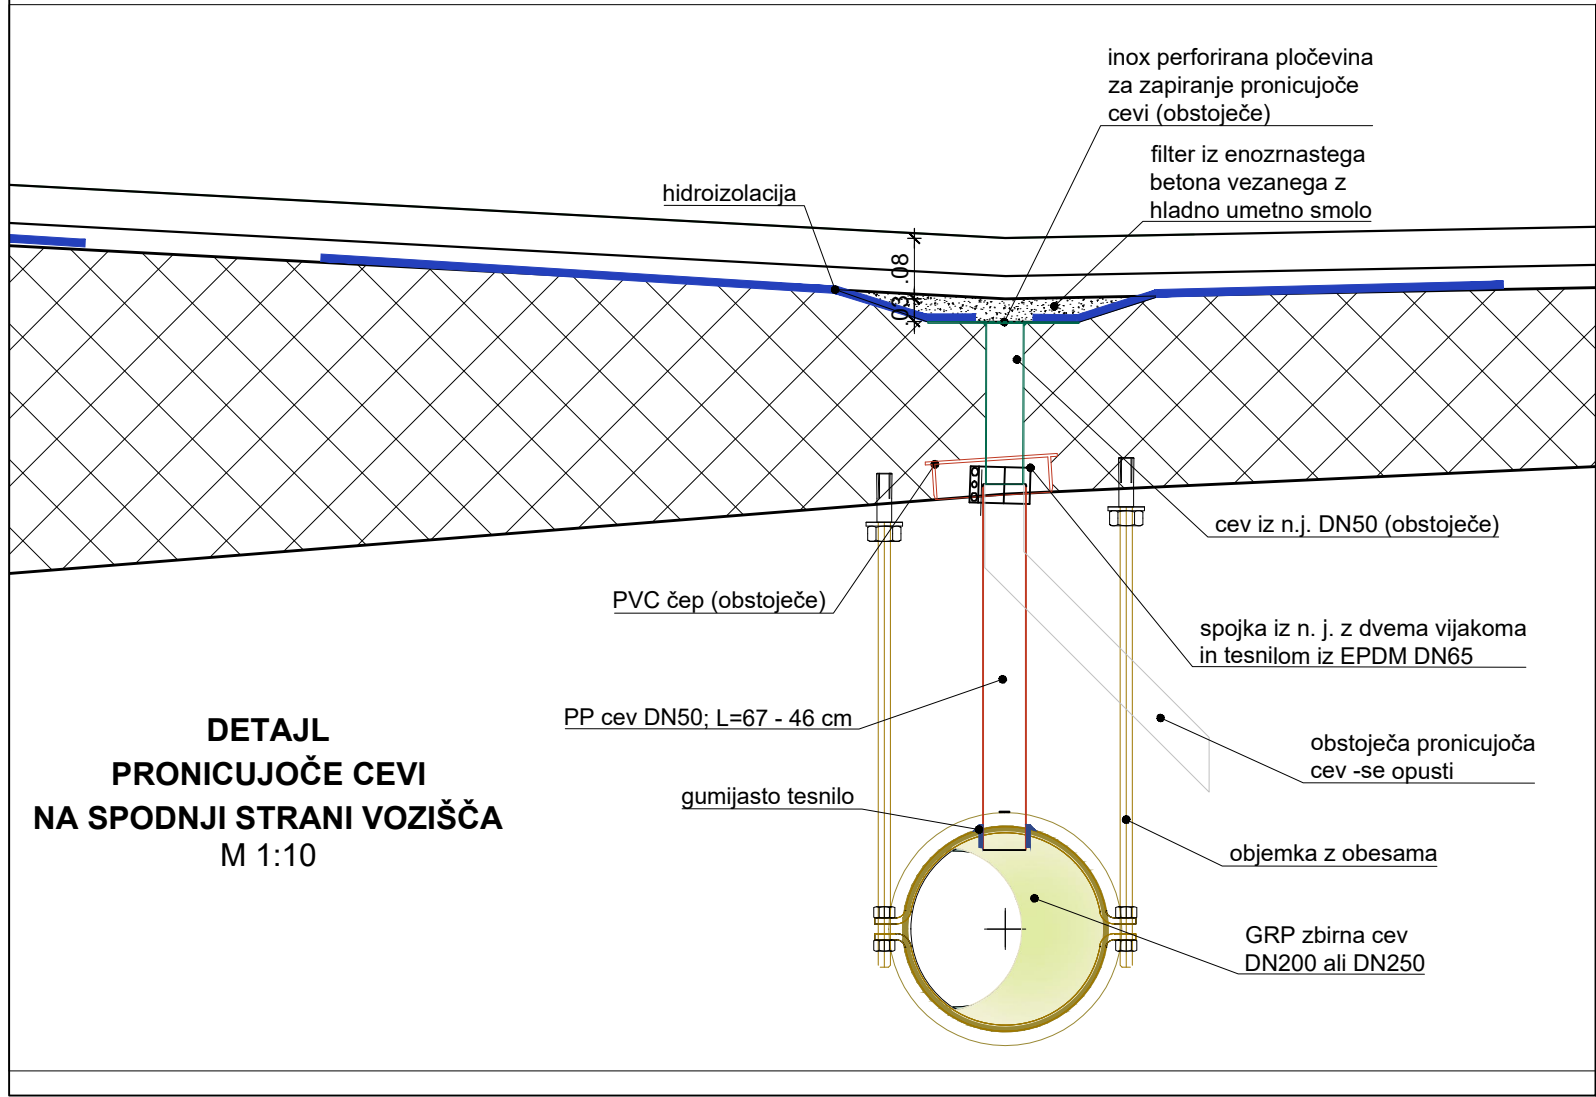 inox perforirana pločevina
za zapiranje pronicujoče
cevi (obstoječe)
filter iz enozrnastega
betona vezanega z
hladno umetno smolo
hidroizolacija
.08
.03
cev iz n.j. DN50 (obstoječe)
PVC čep (obstoječe)
spojka iz n. j. z dvema vijakoma
in tesnilom iz EPDM DN65
PP cev DN50; L=67 - 46 cm
obstoječa pronicujoča
cev -se opusti
gumijasto tesnilo
objemka z obesama
GRP zbirna cev
DN200 ali DN250
DETAJL
PRONICUJOČE CEVI
NA SPODNJI STRANI VOZIŠČA
M 1:10